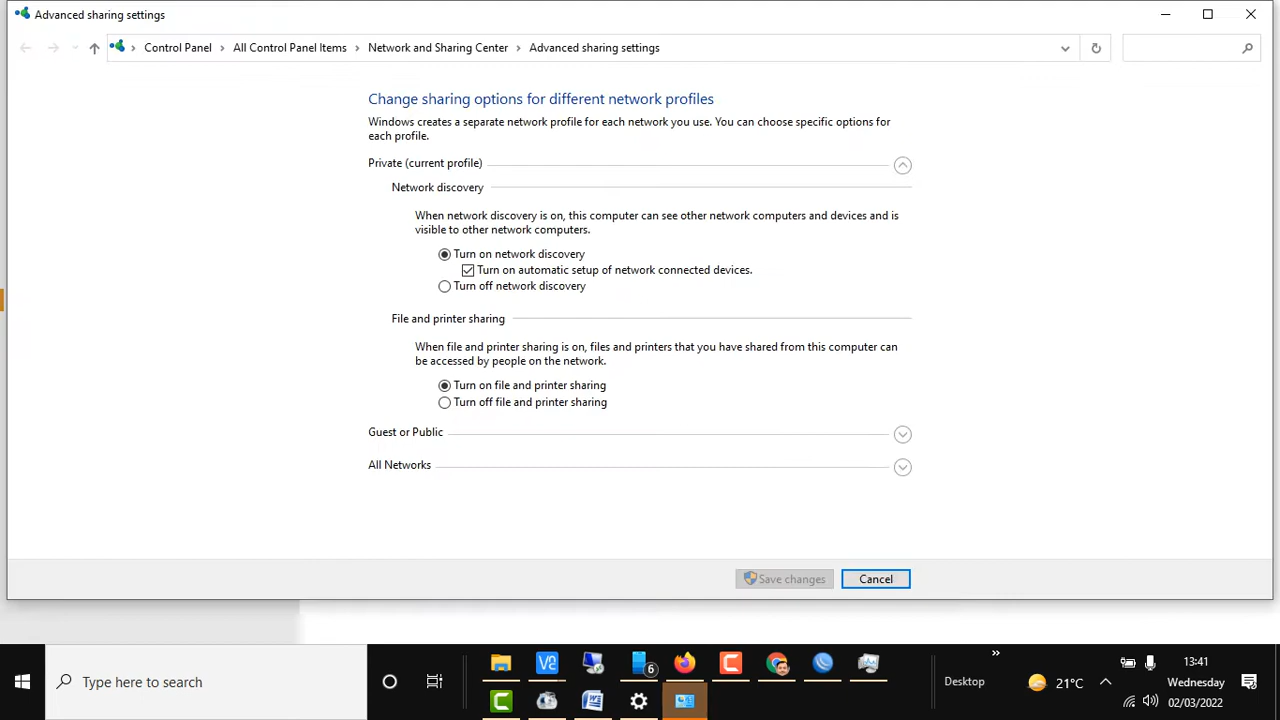 Advanced sharing settings
Control Panel > All Control Panel Items > Network and Sharing Center > Advanced sharing settings
Change sharing options for different network profiles
Windows creates a separate network profile for each network you use. You can choose specific options for
each profile.
Private (current profile)
Network discovery
When network discovery is on, this computer can see other network computers and devices and is
visible to other network computers.
Turn on network discovery
Turn on automatic setup of network connected devices.
Turn off network discovery
File and printer sharing
When file and printer sharing is on, files and printers that you have shared from this computer can
be accessed by people on the network.
Turn on file and printer sharing
Turn off file and printer sharing
Guest or Public
All Networks
Save changes
Cancel
Type here to search
6
Desktop
21°C
13:41
Wednesday
02/03/2022